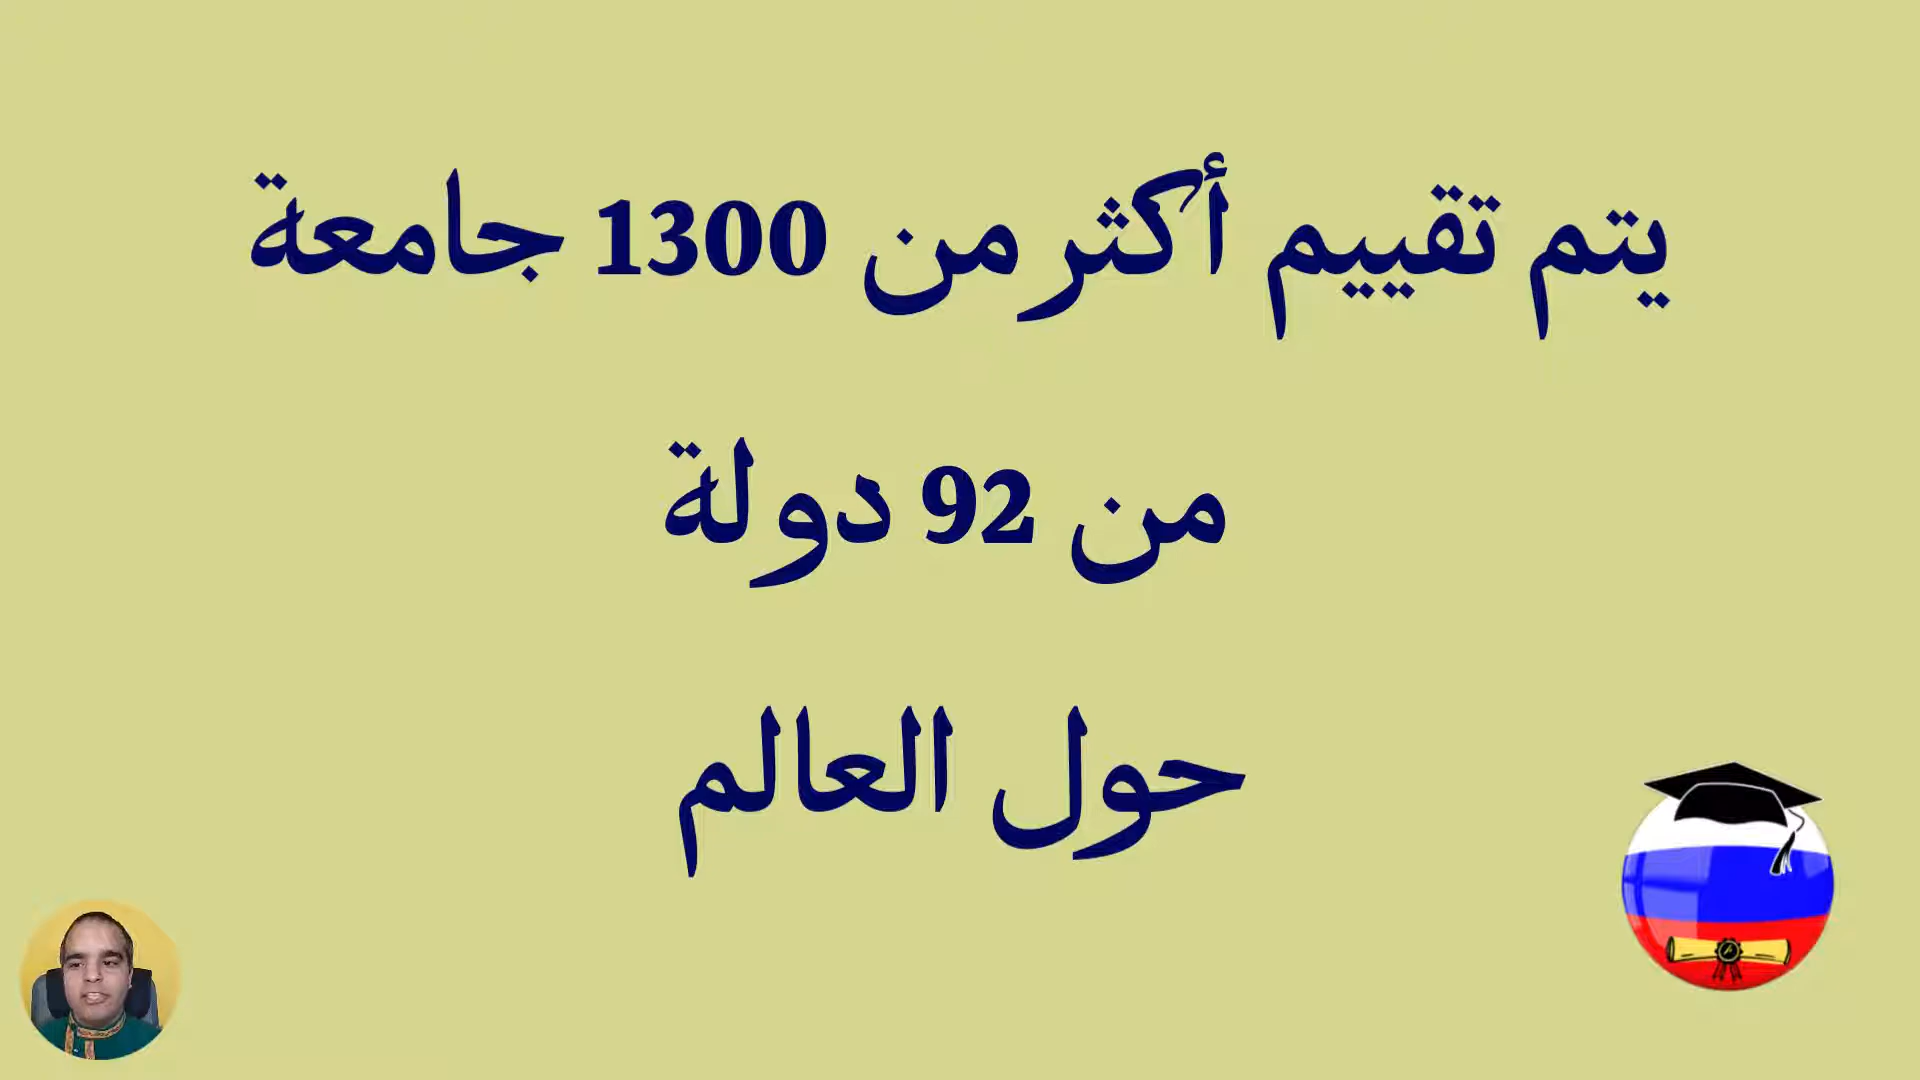 يتم تقييم أكثر من 1300 جامعة
من 92 دولة
حول العالم